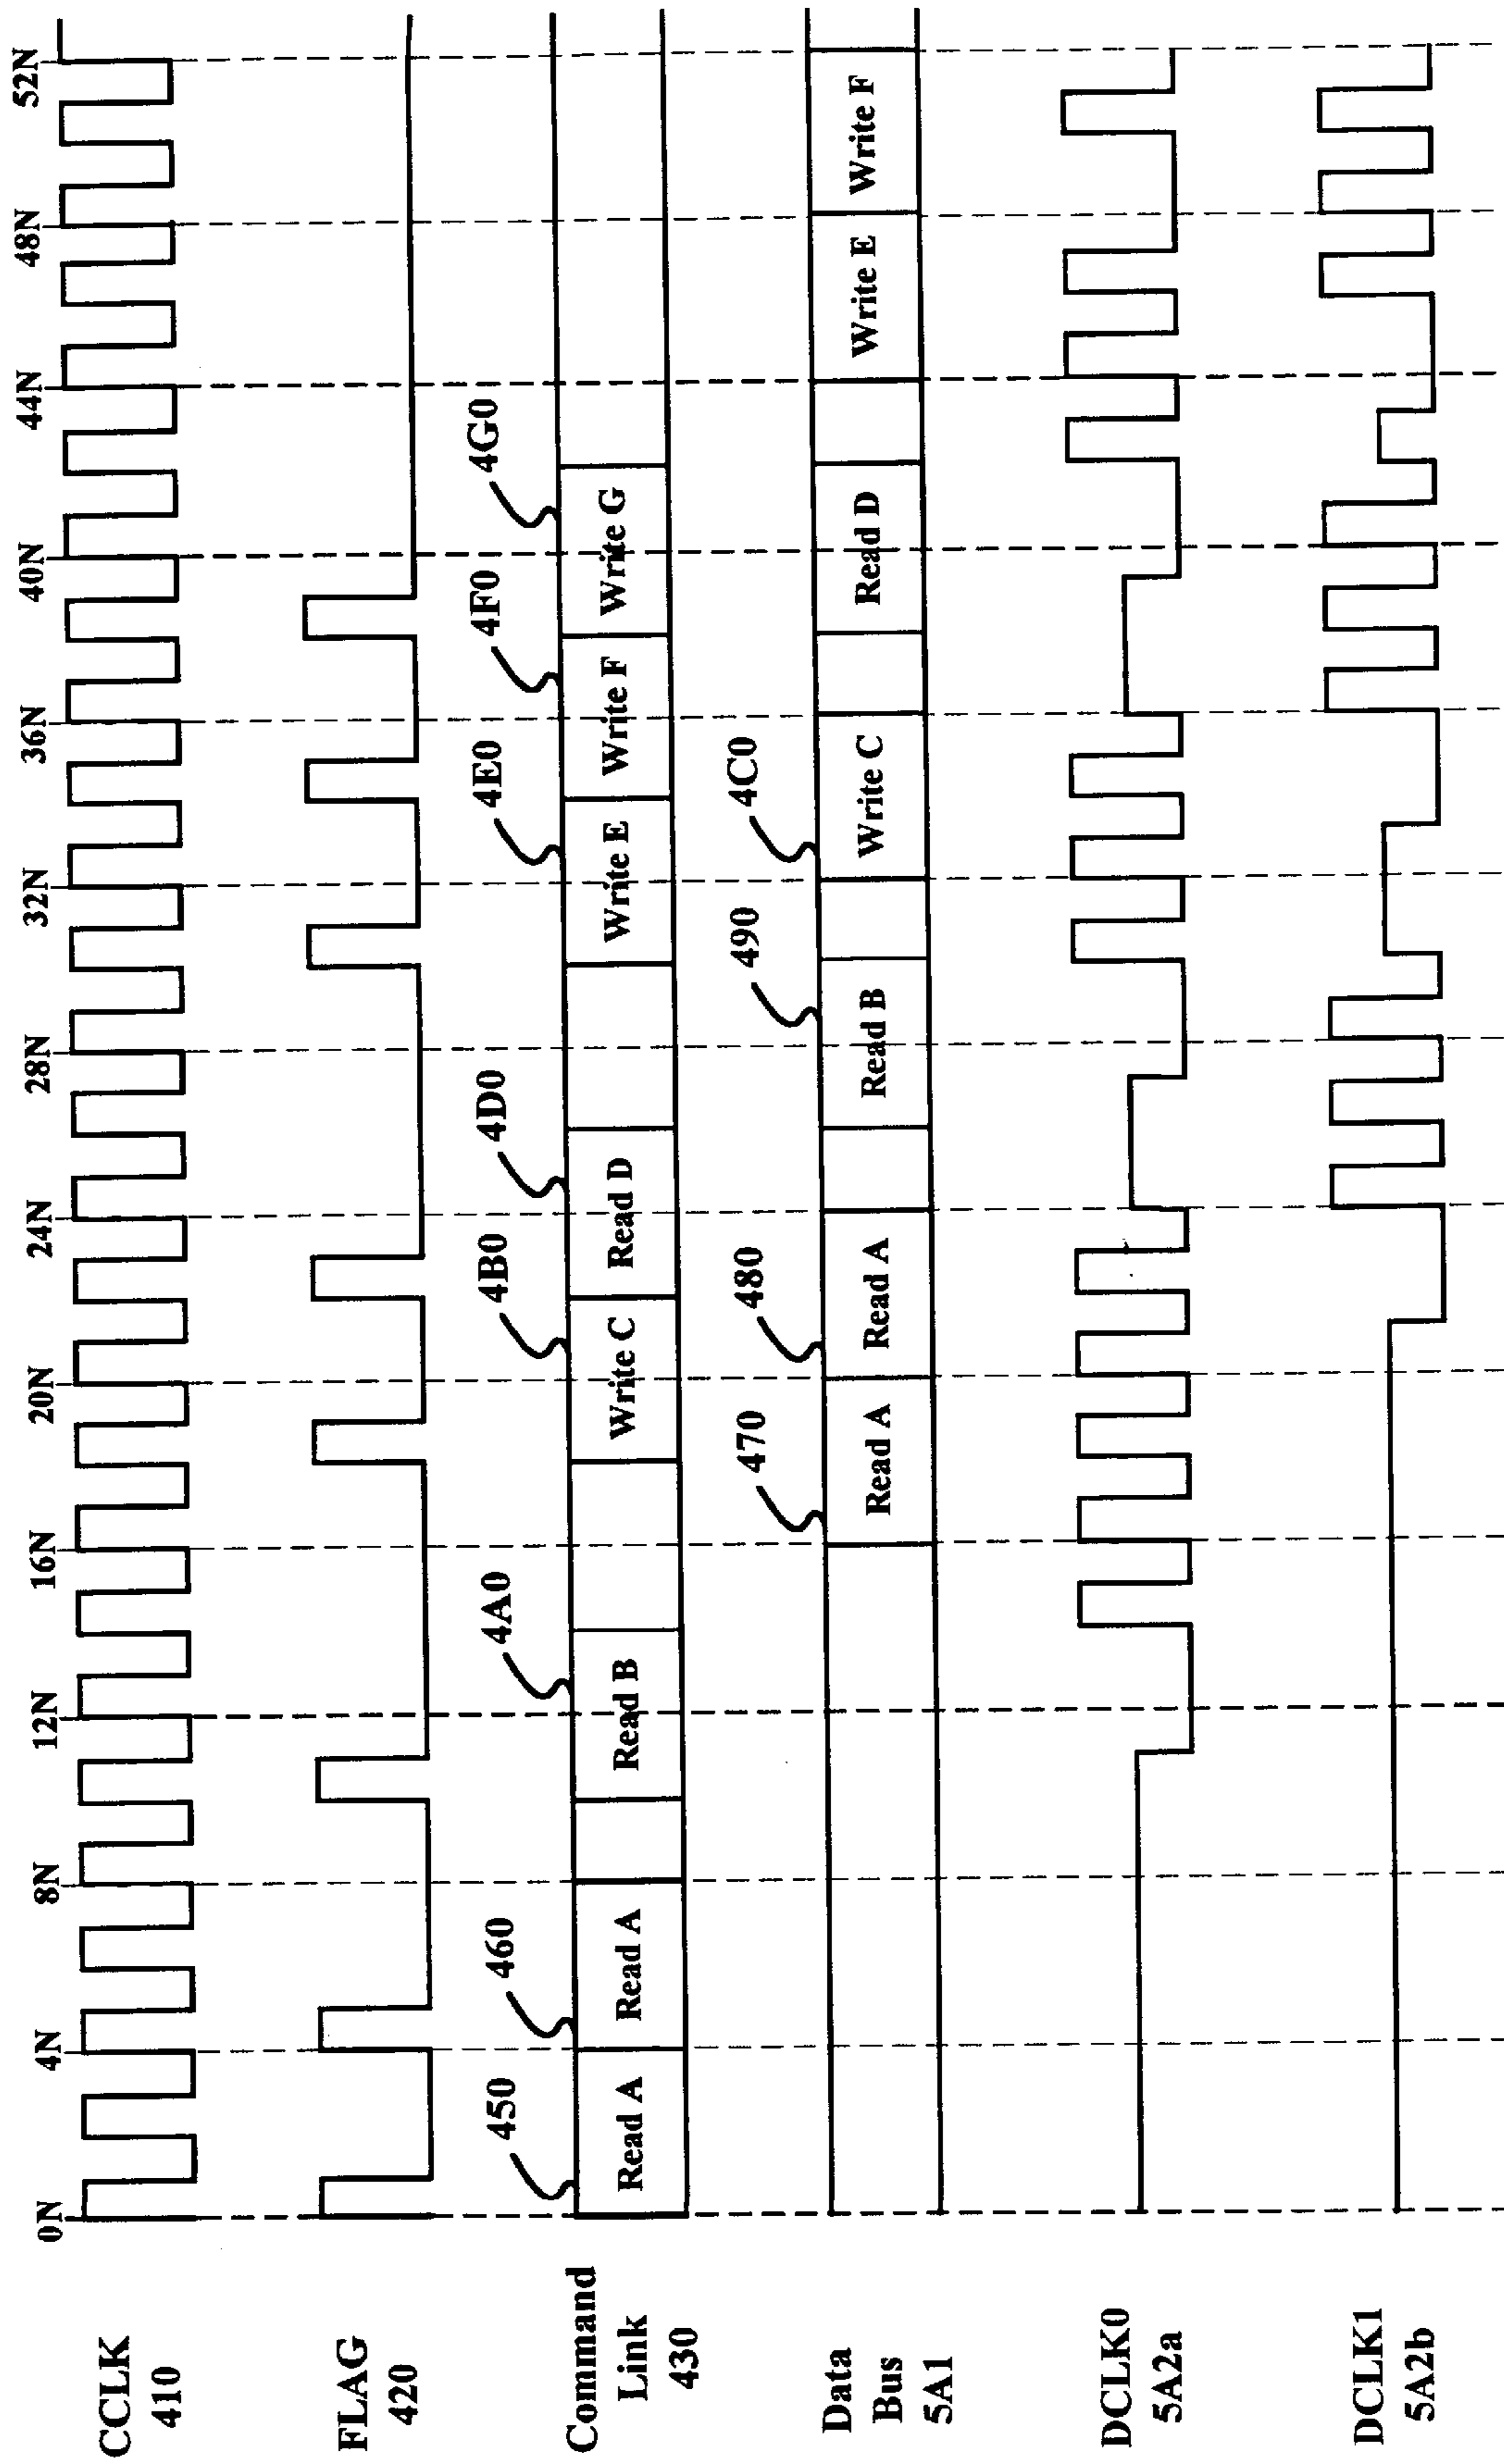 0N 4N 8N 12N 16N 20N 24N 28N 32N 36N 40N 44N 48N 52N
CCLK
410
FLAG
420
450 460 4A0 4B0 4D0 4E0 4F0 4G0
Command
Link
430
Read A Read A Read B Write C Read D Write E Write F Write G
470 480 490 4C0
Data
Bus
5A1
Read A Read A Read B Write C Read D Write E Write F
DCLK0
5A2a
DCLK1
5A2b